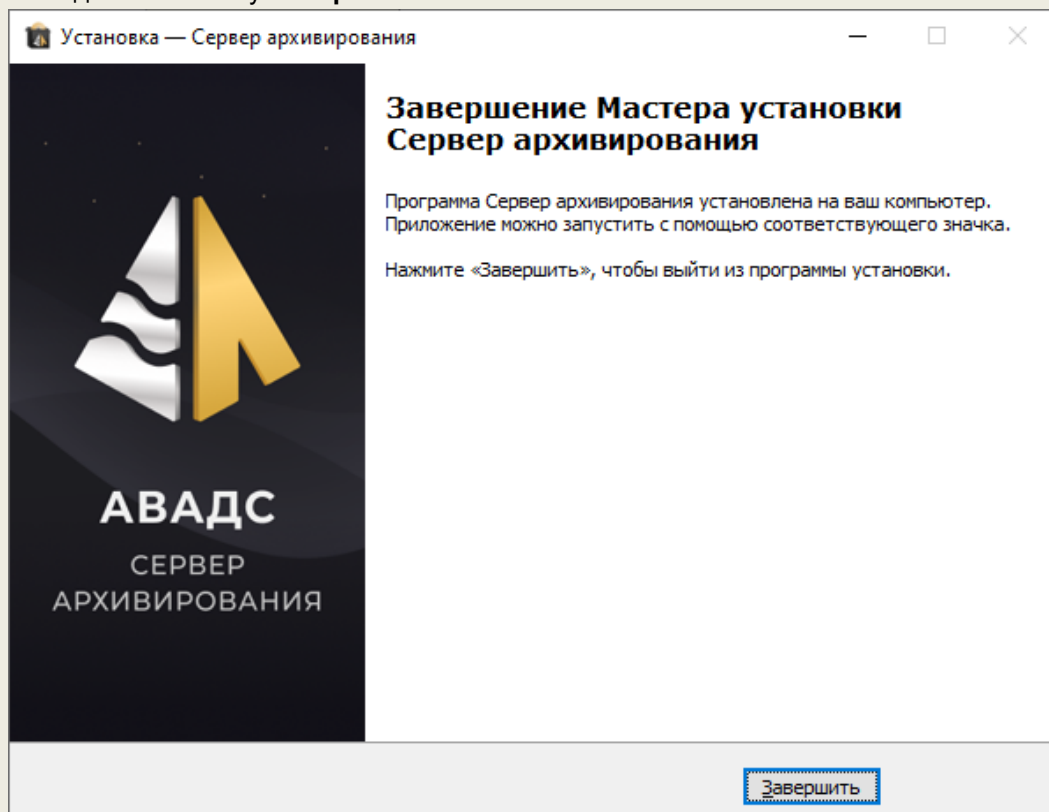 Установка — Сервер архивирования
Завершение Мастера установки
Сервер архивирования
Программа Сервер архивирования установлена на ваш компьютер.
Приложение можно запустить с помощью соответствующего значка.
Нажмите «Завершить», чтобы выйти из программы установки.
АВАДС
СЕРВЕР
АРХИВИРОВАНИЯ
Завершить